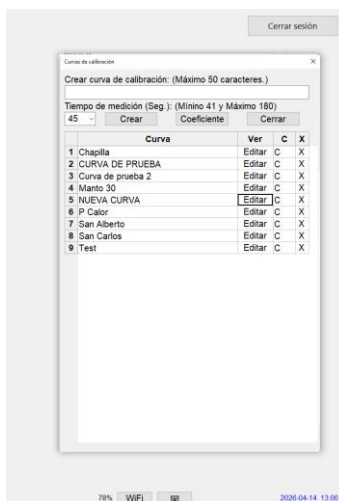 Cerrar sesión
Curvas de calibración ×
Crear curva de calibración: (Máximo 50 caracteres.)
Tiempo de medición (Seg.): (Mínino 41 y Máximo 180)
45 Crear Coeficiente Cerrar
Curva Ver C X
1 Chapilla Editar C X
2 CURVA DE PRUEBA Editar C X
3 Curva de prueba 2 Editar C X
4 Manto 30 Editar C X
5 NUEVA CURVA Editar C X
6 P Calor Editar C X
7 San Alberto Editar C X
8 San Carlos Editar C X
9 Test Editar C X
78% WiFi 2026-04-14 13:06